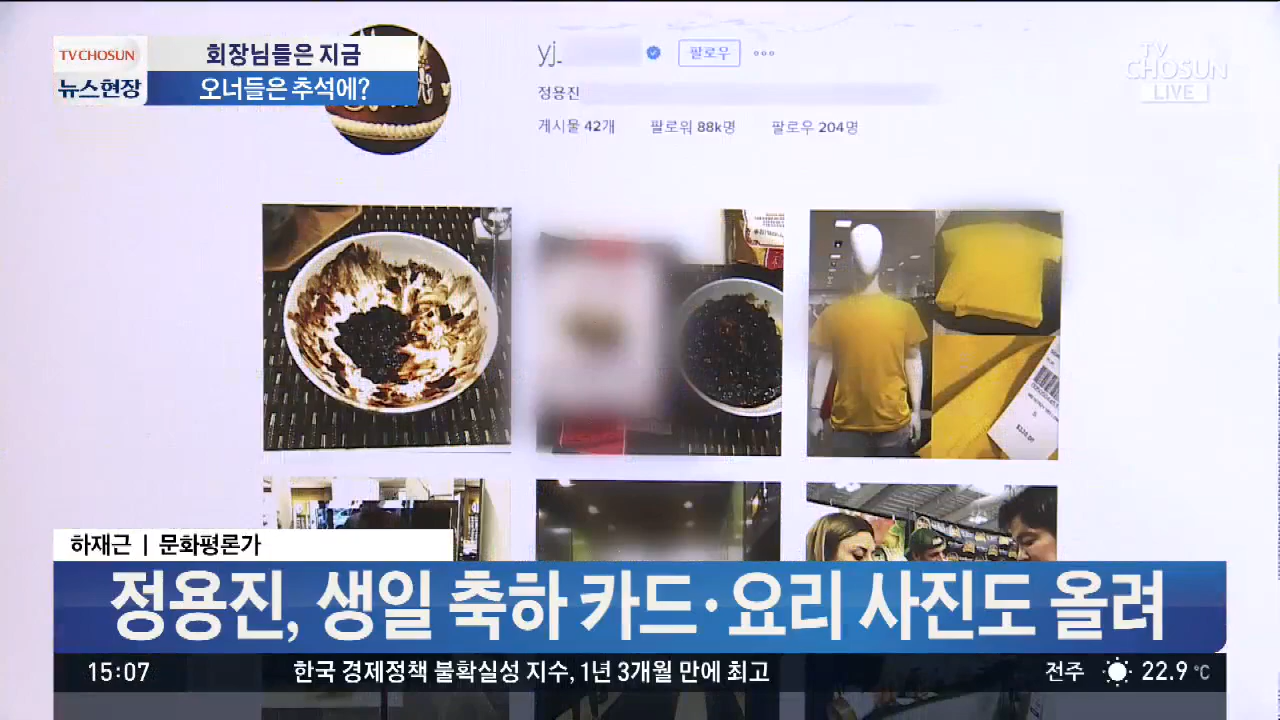 TV CHOSUN
회장님들은 지금
뉴스현장
오너들은 추석에?
yj_
팔로우
정용진
게시물 42개 팔로워 88k명 팔로우 204명
TV
CHOSUN
LIVE
하재근 | 문화평론가
정용진, 생일 축하 카드·요리 사진도 올려
15:07
한국 경제정책 불확실성 지수, 1년 3개월 만에 최고
전주 22.9℃